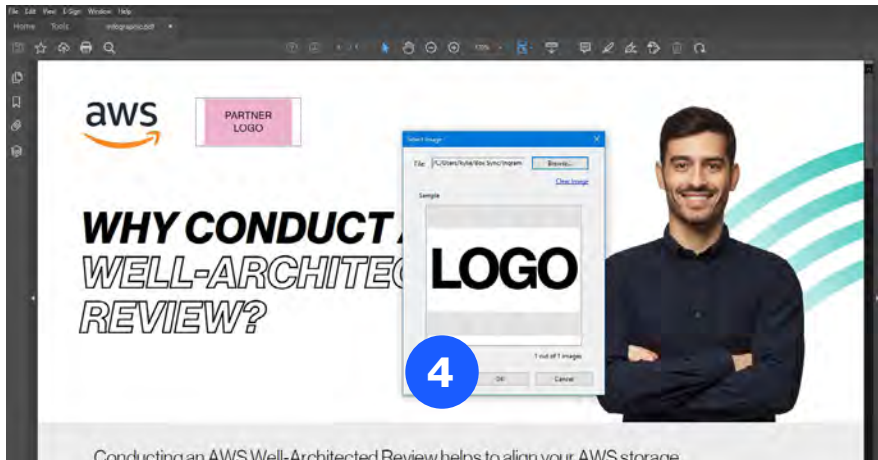 File Edit View E-Sign Window Help
Home Tools infographic.pdf ×
aws
PARTNER
LOGO
Select Image
File: Browse...
Clear Image
Sample
LOGO
1 out of 1 images
4
OK Cancel
WHY CONDUCT
WELL-ARCHITEC
REVIEW?
Conducting an AWS Well-Architected Review helps to align your AWS storage